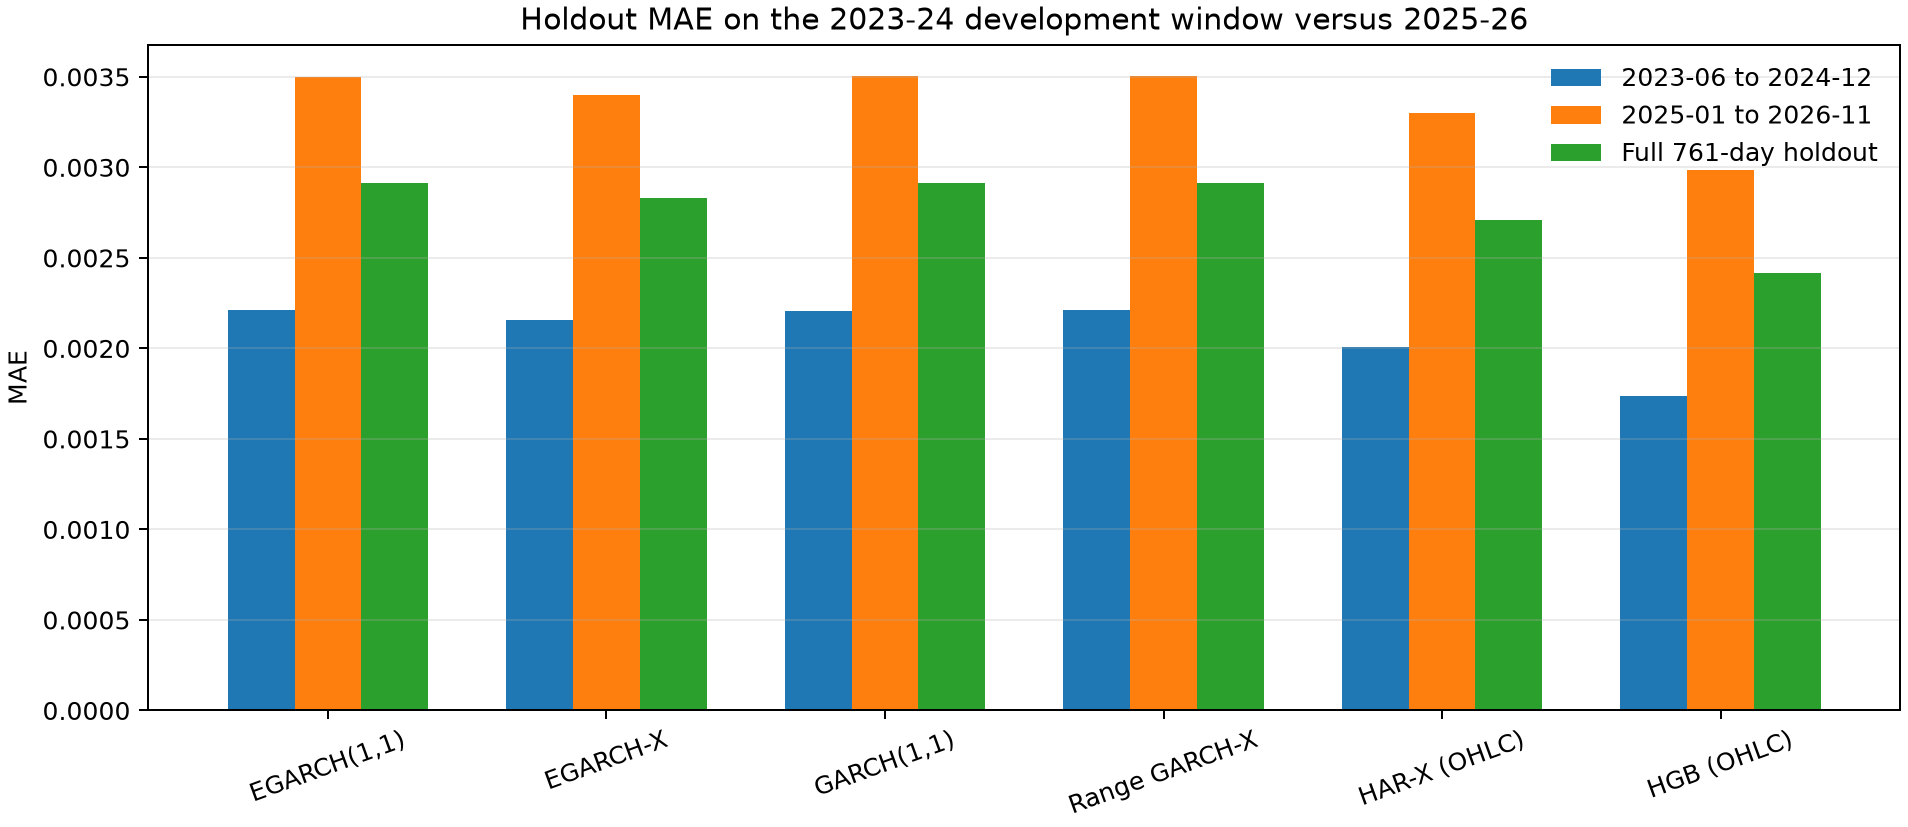 Holdout MAE on the 2023-24 development window versus 2025-26
2023-06 to 2024-12
2025-01 to 2026-11
Full 761-day holdout
MAE
0.0035
0.0030
0.0025
0.0020
0.0015
0.0010
0.0005
0.0000
EGARCH(1,1)
EGARCH-X
GARCH(1,1)
Range GARCH-X
HAR-X (OHLC)
HGB (OHLC)